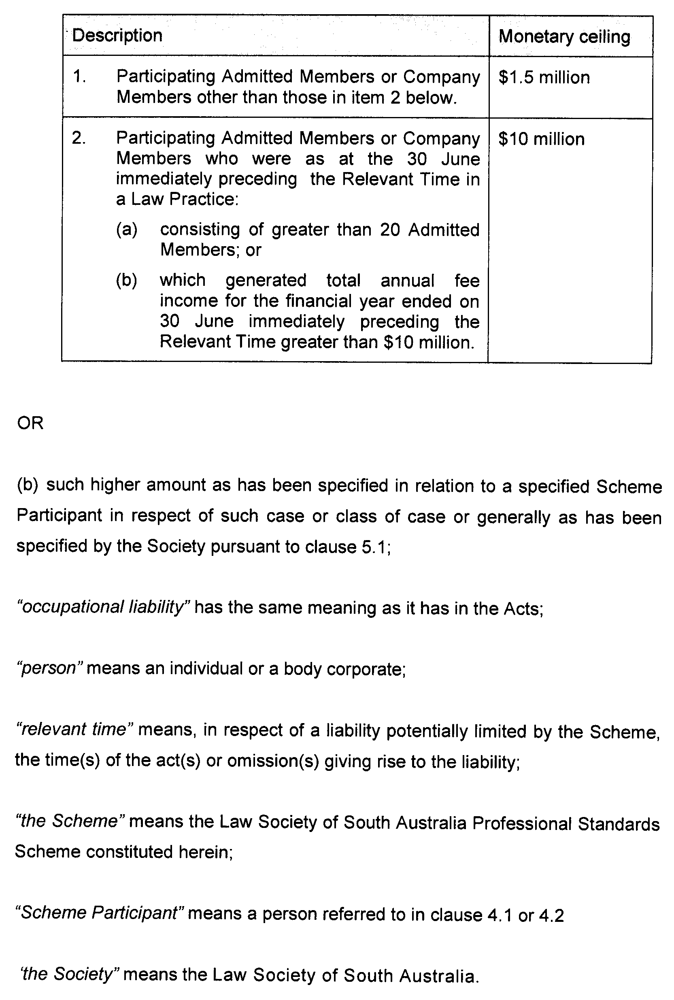 Description Monetary ceiling
1. Participating Admitted Members or Company $1.5 million
Members other than those in item 2 below.
2. Participating Admitted Members or Company $10 million
Members who were as at the 30 June
immediately preceding the Relevant Time in
a Law Practice:
(a) consisting of greater than 20 Admitted
Members; or
(b) which generated total annual fee
income for the financial year ended on
30 June immediately preceding the
Relevant Time greater than $10 million.
OR
(b) such higher amount as has been specified in relation to a specified Scheme
Participant in respect of such case or class of case or generally as has been
specified by the Society pursuant to clause 5.1;
“occupational liability” has the same meaning as it has in the Acts;
“person” means an individual or a body corporate;
“relevant time” means, in respect of a liability potentially limited by the Scheme,
the time(s) of the act(s) or omission(s) giving rise to the liability;
“the Scheme” means the Law Society of South Australia Professional Standards
Scheme constituted herein;
“Scheme Participant” means a person referred to in clause 4.1 or 4.2
‘the Society” means the Law Society of South Australia.